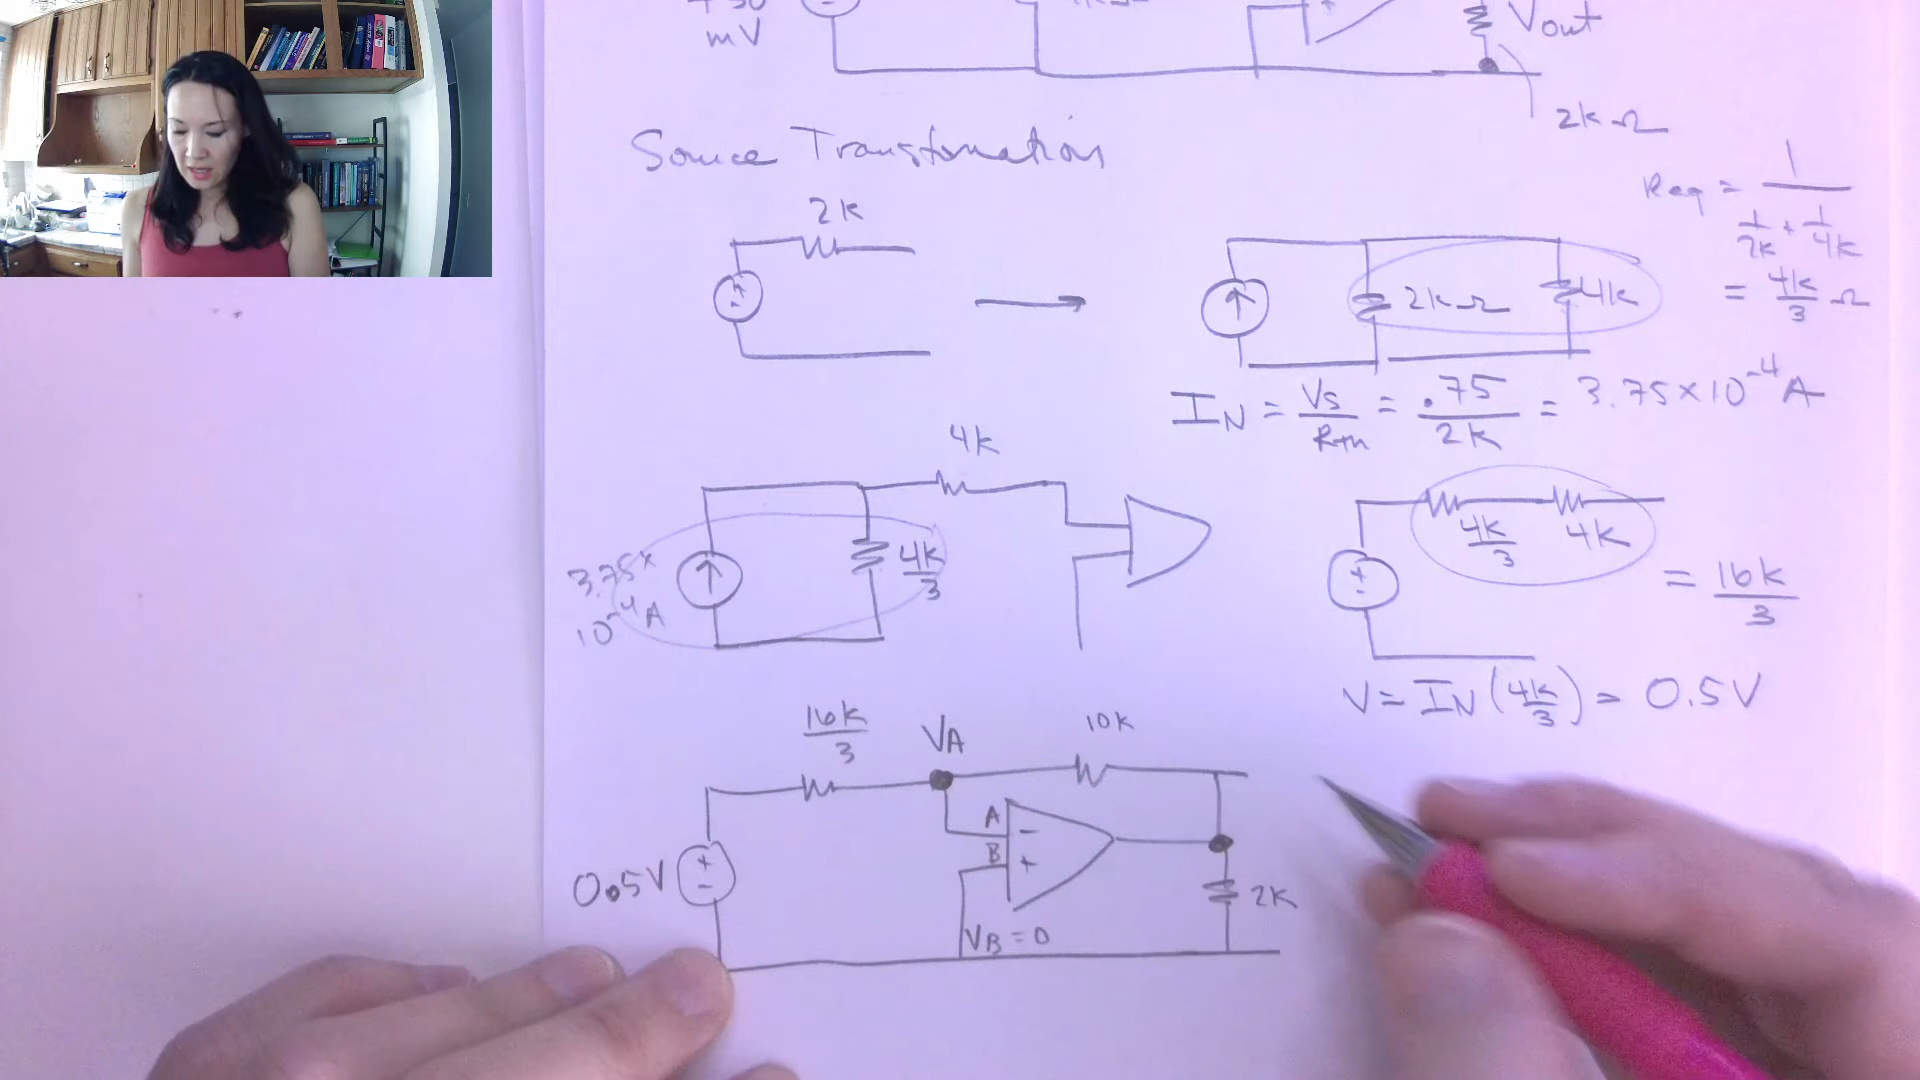 mV
Vout
2kΩ
Source Transformation
Req = 1
1/2k + 1/4k
= 4k/3 Ω
2k
2kΩ
4k
IN = Vs/Rth = .75/2k = 3.75×10⁻⁴ A
4k
3.75×
10⁻⁴ A
4k/3
4k/3
4k
= 16k/3
V = IN (4k/3) = 0.5V
16k/3
VA
10k
A
B
0.5V
2k
VB = 0